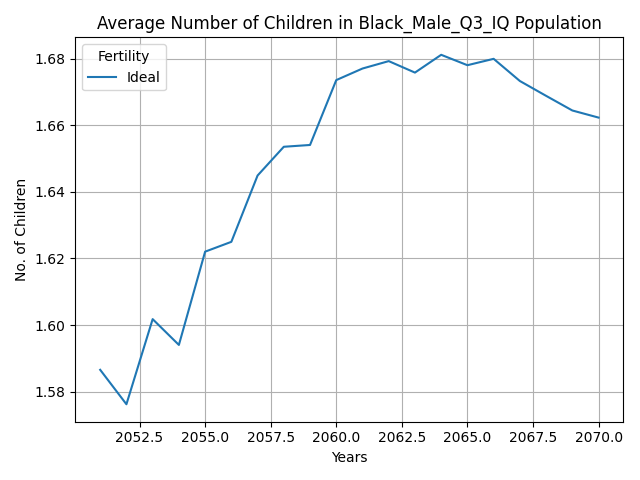 Average Number of Children in Black_Male_Q3_IQ Population
Fertility
Ideal
No. of Children
1.68
1.66
1.64
1.62
1.60
1.58
2052.5 2055.0 2057.5 2060.0 2062.5 2065.0 2067.5 2070.0
Years